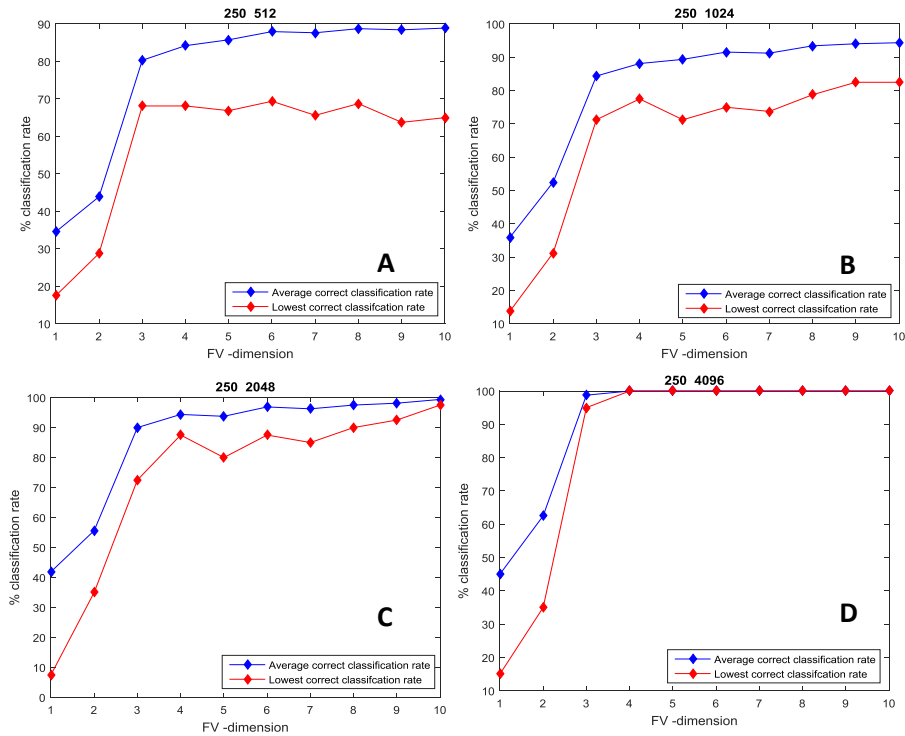 250 512
90
80
70
60
50
40
30
20
10
% classification rate
A
Average correct classification rate
Lowest correct classifcation rate
1 2 3 4 5 6 7 8 9 10
FV -dimension
250 1024
100
90
80
70
60
50
40
30
20
10
% classification rate
B
Average correct classification rate
Lowest correct classifcation rate
1 2 3 4 5 6 7 8 9 10
FV -dimension
250 2048
100
90
80
70
60
50
40
30
20
10
0
% classification rate
C
Average correct classification rate
Lowest correct classifcation rate
1 2 3 4 5 6 7 8 9 10
FV -dimension
250 4096
100
90
80
70
60
50
40
30
20
10
% classification rate
D
Average correct classification rate
Lowest correct classifcation rate
1 2 3 4 5 6 7 8 9 10
FV -dimension